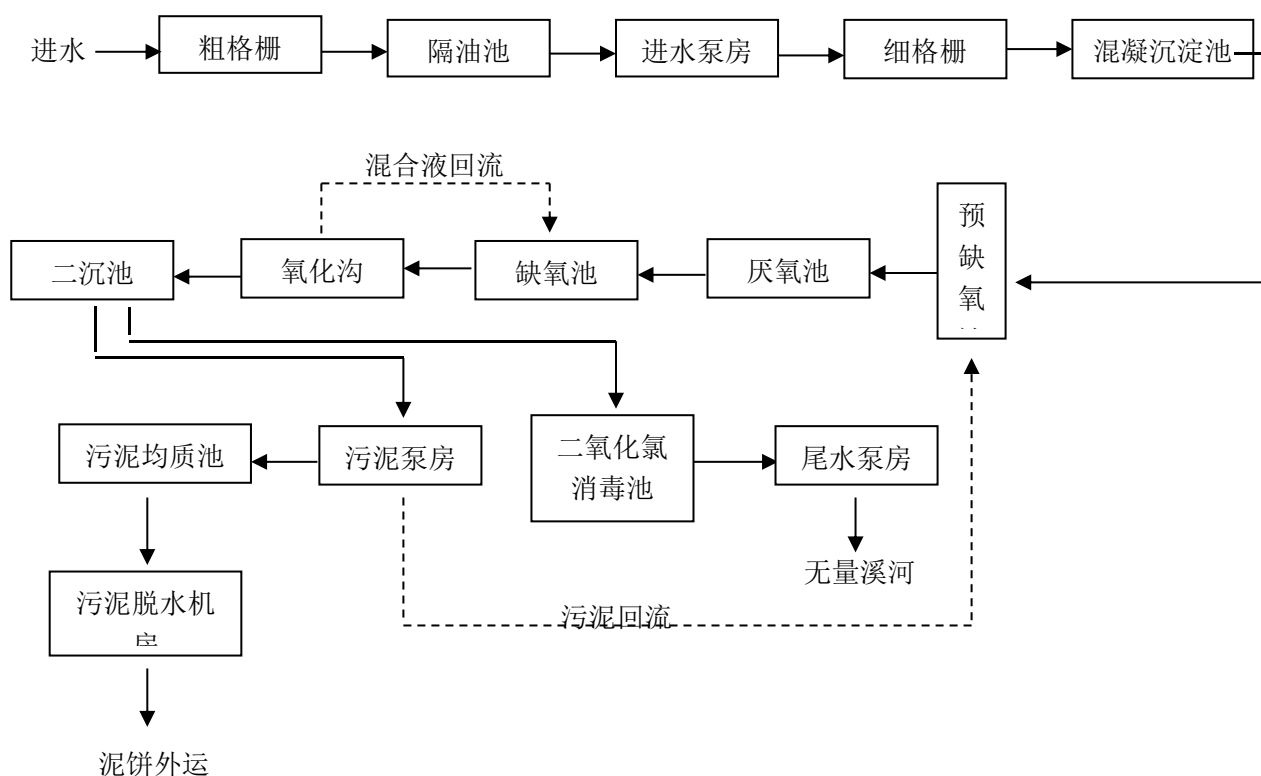 进水
粗格栅
隔油池
进水泵房
细格栅
混凝沉淀池
混合液回流
预
缺
氧
二沉池
氧化沟
缺氧池
厌氧池
污泥均质池
污泥泵房
二氧化氯
消毒池
尾水泵房
无量溪河
污泥脱水机
污泥回流
泥饼外运